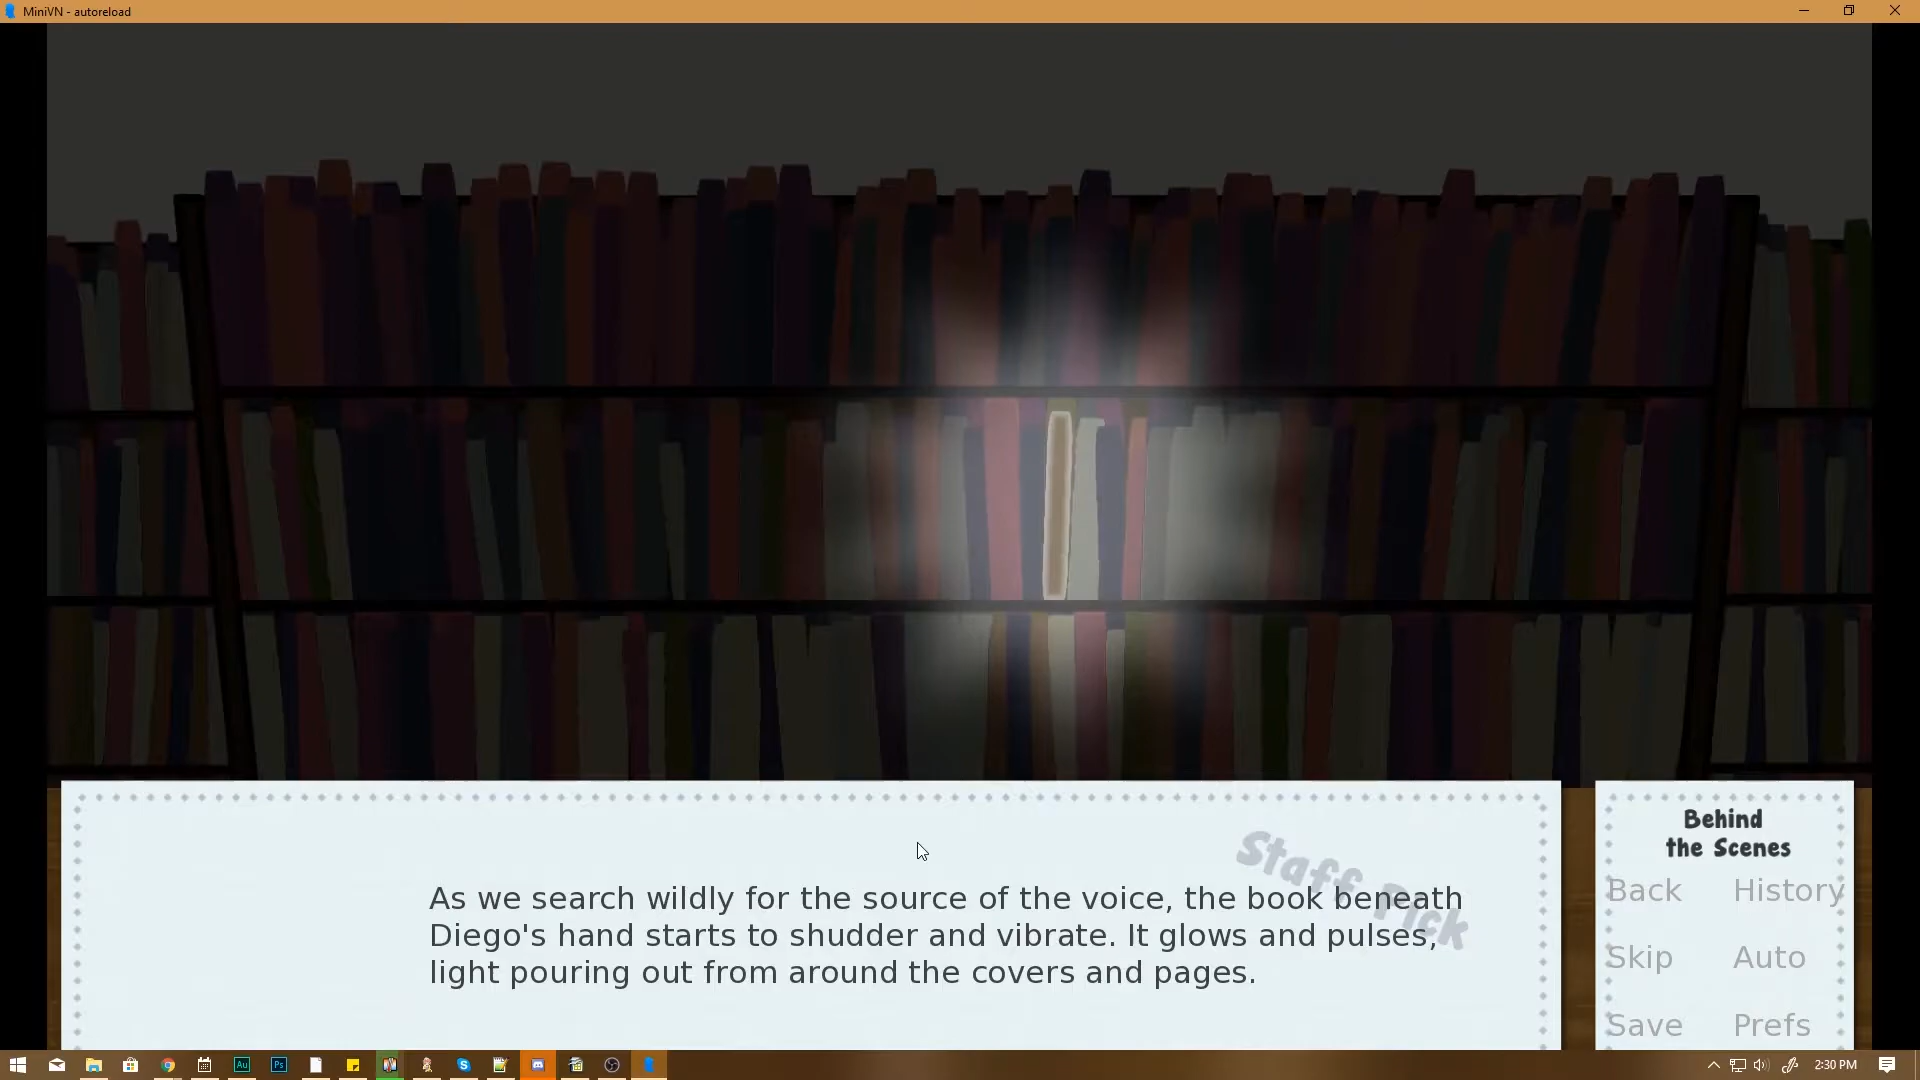 MiniVN - autoreload
Staff Pick
As we search wildly for the source of the voice, the book beneath
Diego's hand starts to shudder and vibrate. It glows and pulses,
light pouring out from around the covers and pages.
Behind
the Scenes
Back History
Skip Auto
Save Prefs
Au Ps
2:30 PM